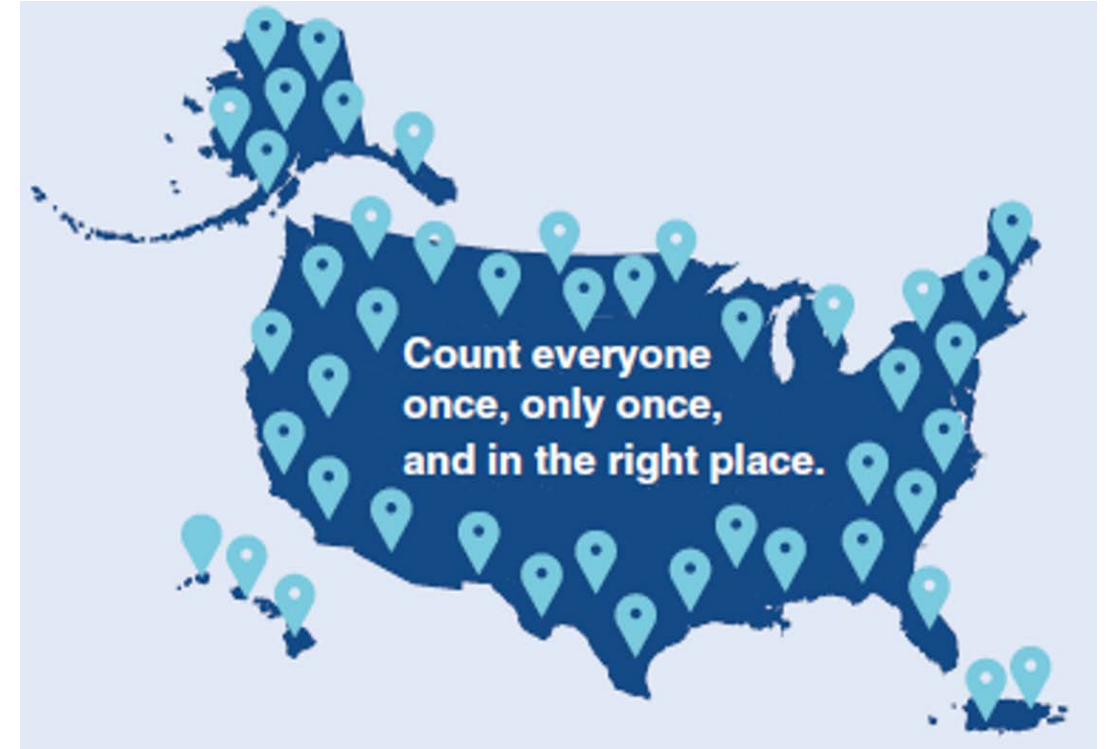 Count everyone
once, only once,
and in the right place.